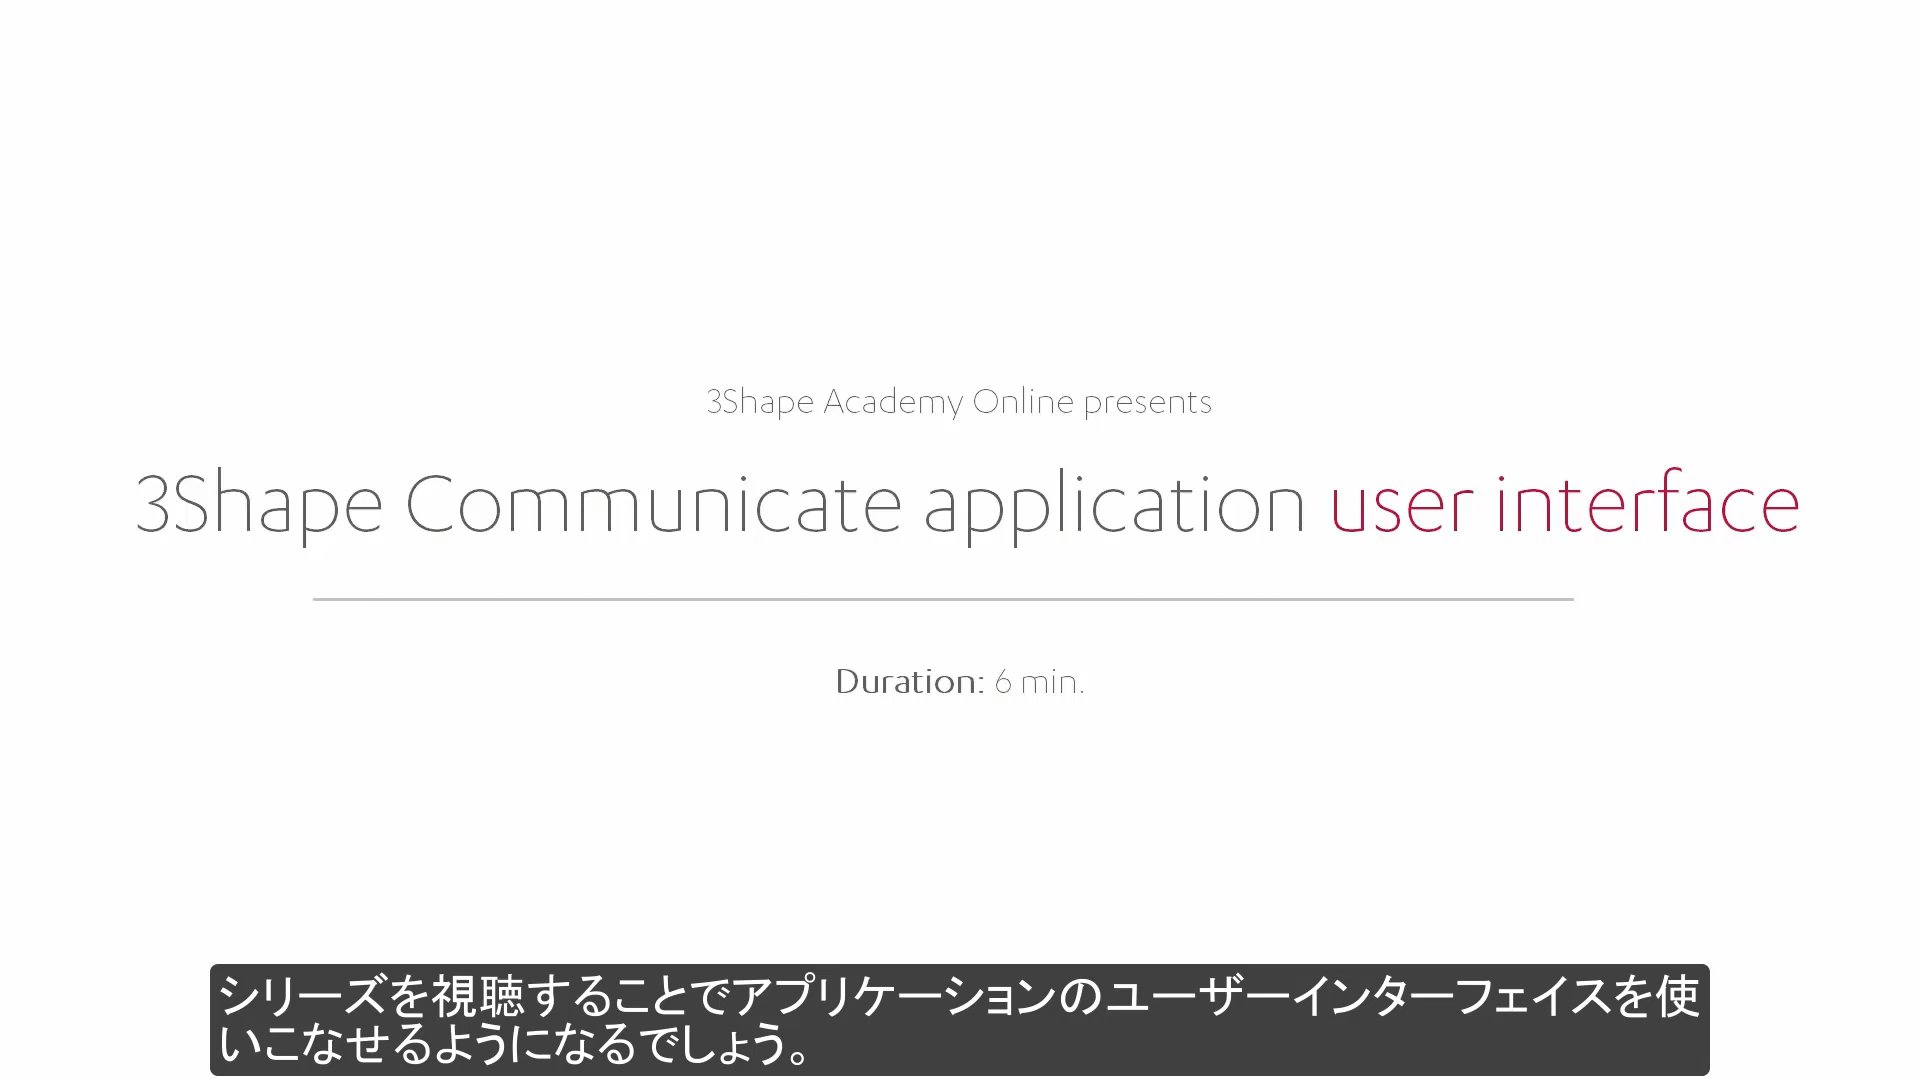 3Shape Academy Online presents
3Shape Communicate application user interface
Duration: 6 min.
シリーズを視聴することでアプリケーションのユーザーインターフェイスを使
いこなせるようになるでしょう。